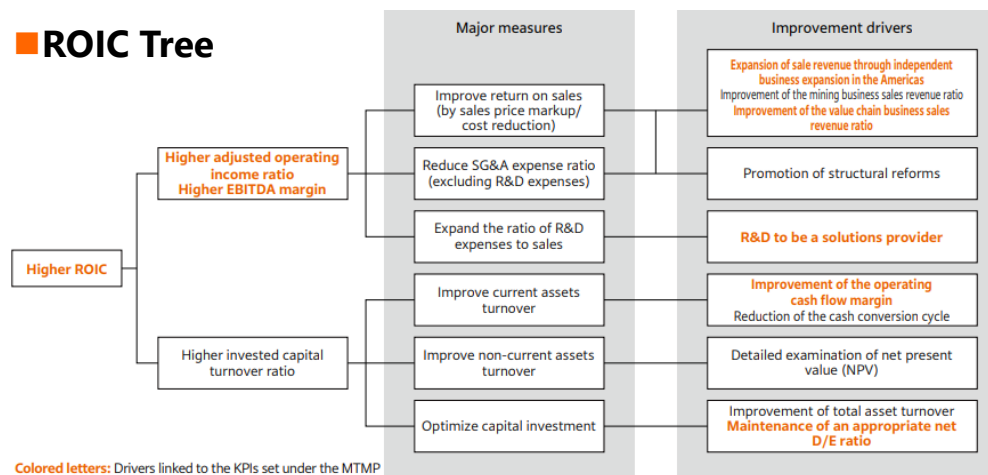 ■ROIC Tree
Major measures
Improvement drivers
Higher ROIC
Higher adjusted operating
income ratio
Higher EBITDA margin
Higher invested capital
turnover ratio
Improve return on sales
(by sales price markup/
cost reduction)
Reduce SG&A expense ratio
(excluding R&D expenses)
Expand the ratio of R&D
expenses to sales
Improve current assets
turnover
Improve non-current assets
turnover
Optimize capital investment
Expansion of sale revenue through independent
business expansion in the Americas
Improvement of the mining business sales revenue ratio
Improvement of the value chain business sales
revenue ratio
Promotion of structural reforms
R&D to be a solutions provider
Improvement of the operating
cash flow margin
Reduction of the cash conversion cycle
Detailed examination of net present
value (NPV)
Improvement of total asset turnover
Maintenance of an appropriate net
D/E ratio
Colored letters: Drivers linked to the KPIs set under the MTMP